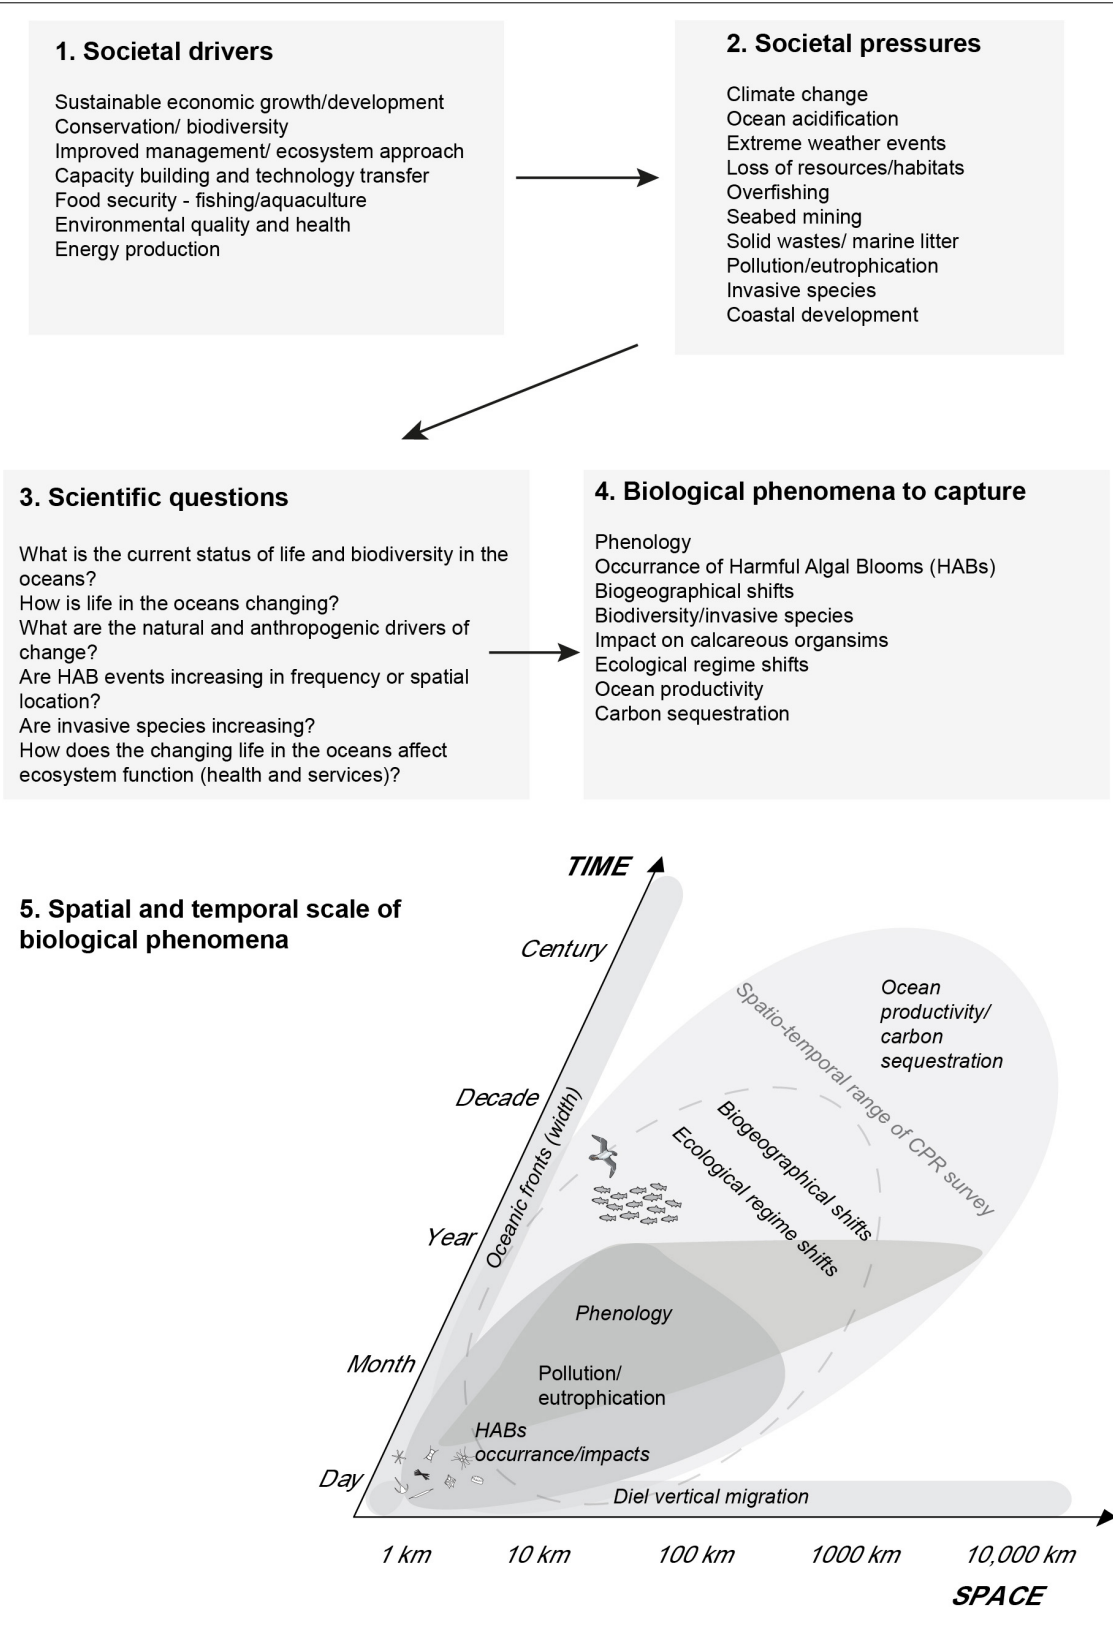 1. Societal drivers
Sustainable economic growth/development
Conservation/ biodiversity
Improved management/ ecosystem approach
Capacity building and technology transfer
Food security - fishing/aquaculture
Environmental quality and health
Energy production
2. Societal pressures
Climate change
Ocean acidification
Extreme weather events
Loss of resources/habitats
Overfishing
Seabed mining
Solid wastes/ marine litter
Pollution/eutrophication
Invasive species
Coastal development
3. Scientific questions
What is the current status of life and biodiversity in the
oceans?
How is life in the oceans changing?
What are the natural and anthropogenic drivers of
change?
Are HAB events increasing in frequency or spatial
location?
Are invasive species increasing?
How does the changing life in the oceans affect
ecosystem function (health and services)?
4. Biological phenomena to capture
Phenology
Occurrance of Harmful Algal Blooms (HABs)
Biogeographical shifts
Biodiversity/invasive species
Impact on calcareous organsims
Ecological regime shifts
Ocean productivity
Carbon sequestration
5. Spatial and temporal scale of
biological phenomena
TIME
Century
Decade
Year
Month
Day
Oceanic fronts (width)
Ocean
productivity/
carbon
sequestration
Spatio-temporal range of CPR survey
Biogeographical shifts
Ecological regime shifts
Phenology
Pollution/
eutrophication
HABs
occurrance/impacts
Diel vertical migration
1 km
10 km
100 km
1000 km
10,000 km
SPACE